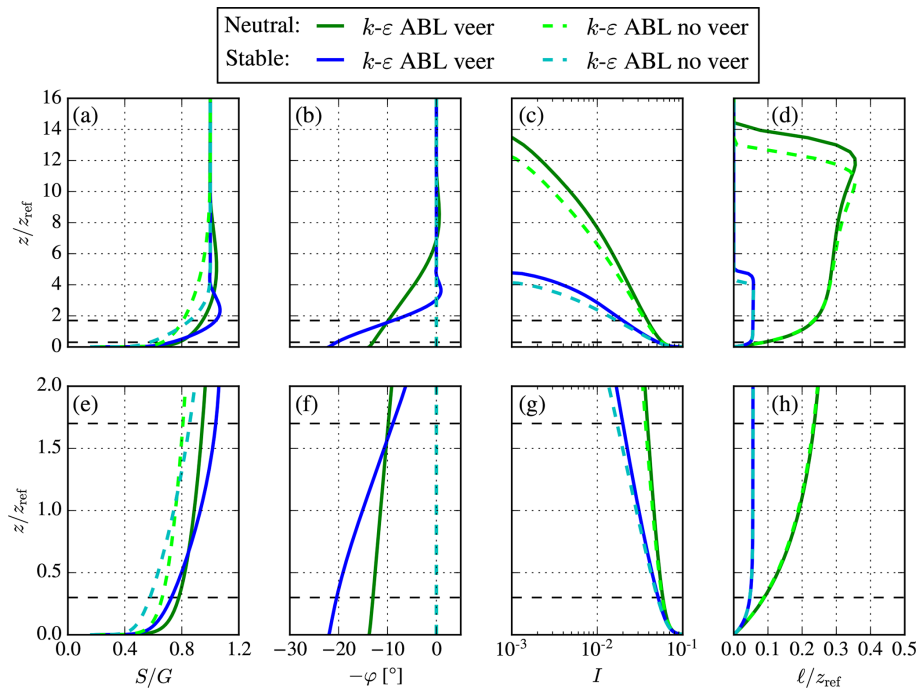 Neutral: k-ε ABL veer k-ε ABL no veer
Stable: k-ε ABL veer k-ε ABL no veer
(a) (b) (c) (d)
16
14
12
10
8
6
4
2
0
z/z_ref
(e) (f) (g) (h)
2.0
1.5
1.0
0.5
0.0
z/z_ref
0.0 0.4 0.8 1.2 −30 −20 −10 0 10⁻³ 10⁻² 10⁻¹ 0.0 0.1 0.2 0.3 0.4 0.5
S/G −φ [°] I ℓ/z_ref